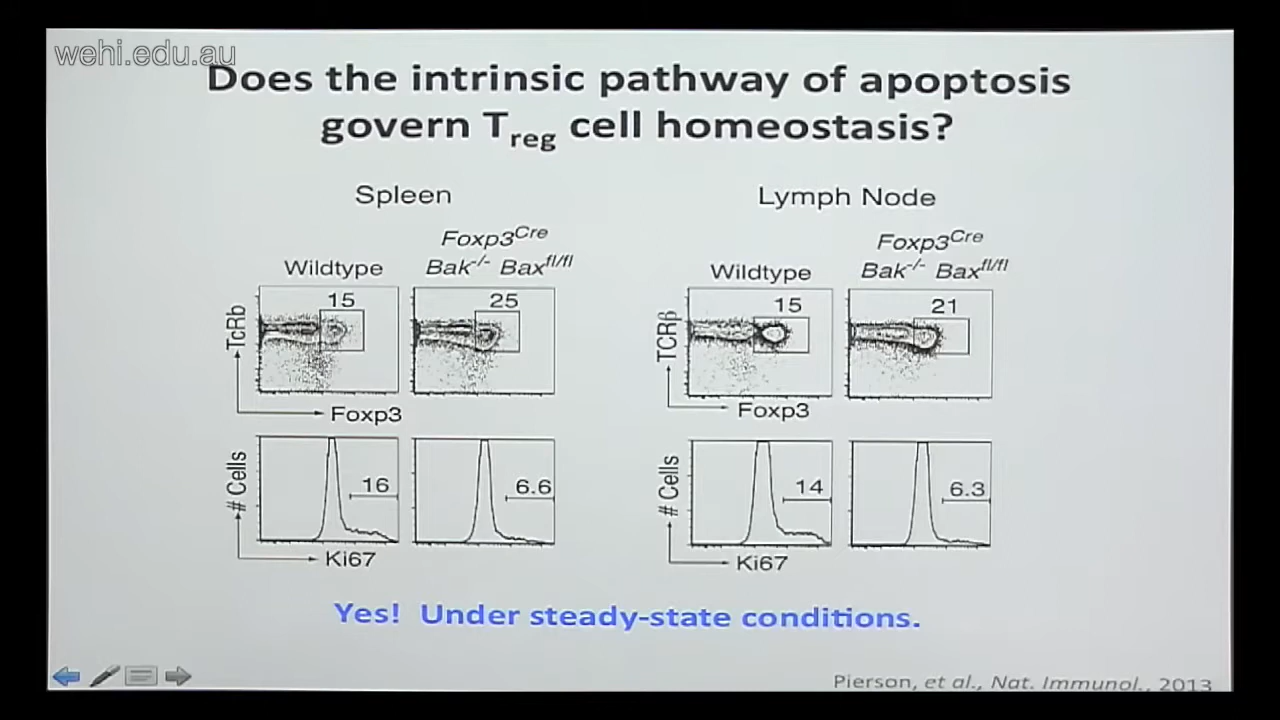 wehi.edu.au
Does the intrinsic pathway of apoptosis
govern Treg cell homeostasis?
Spleen
Lymph Node
Wildtype
Foxp3Cre
Bak-/- Baxfl/fl
Wildtype
Foxp3Cre
Bak-/- Baxfl/fl
TcRb
15
25
TCRβ
15
21
Foxp3
Foxp3
# Cells
16
6.6
# Cells
14
6.3
Ki67
Ki67
Yes! Under steady-state conditions.
Pierson, et al., Nat. Immunol., 2013